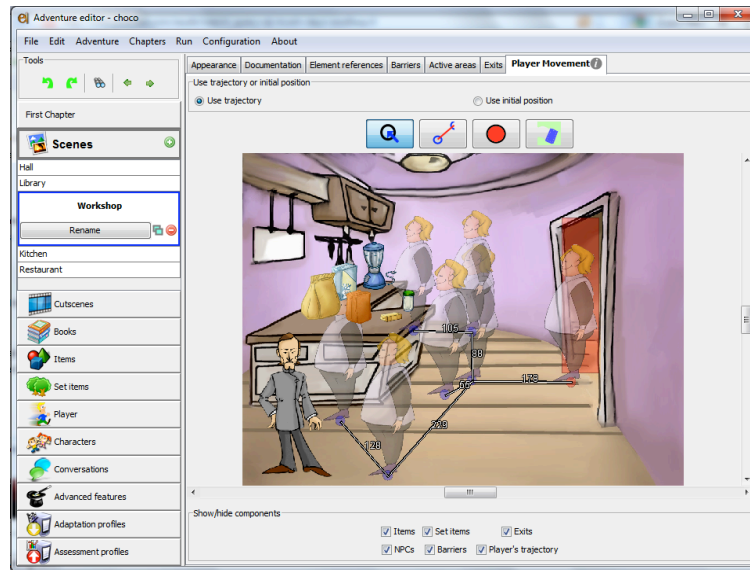 Adventure editor - choco
File Edit Adventure Chapters Run Configuration About
Tools
First Chapter
Scenes
Hall
Library
Workshop
Rename
Kitchen
Restaurant
Cutscenes
Books
Items
Set items
Player
Characters
Conversations
Advanced features
Adaptation profiles
Assessment profiles
Appearance Documentation Element references Barriers Active areas Exits Player Movement
Use trajectory or initial position
Use trajectory Use initial position
105
88
65 175
229
128
Show/hide components
Items Set items Exits
NPCs Barriers Player's trajectory